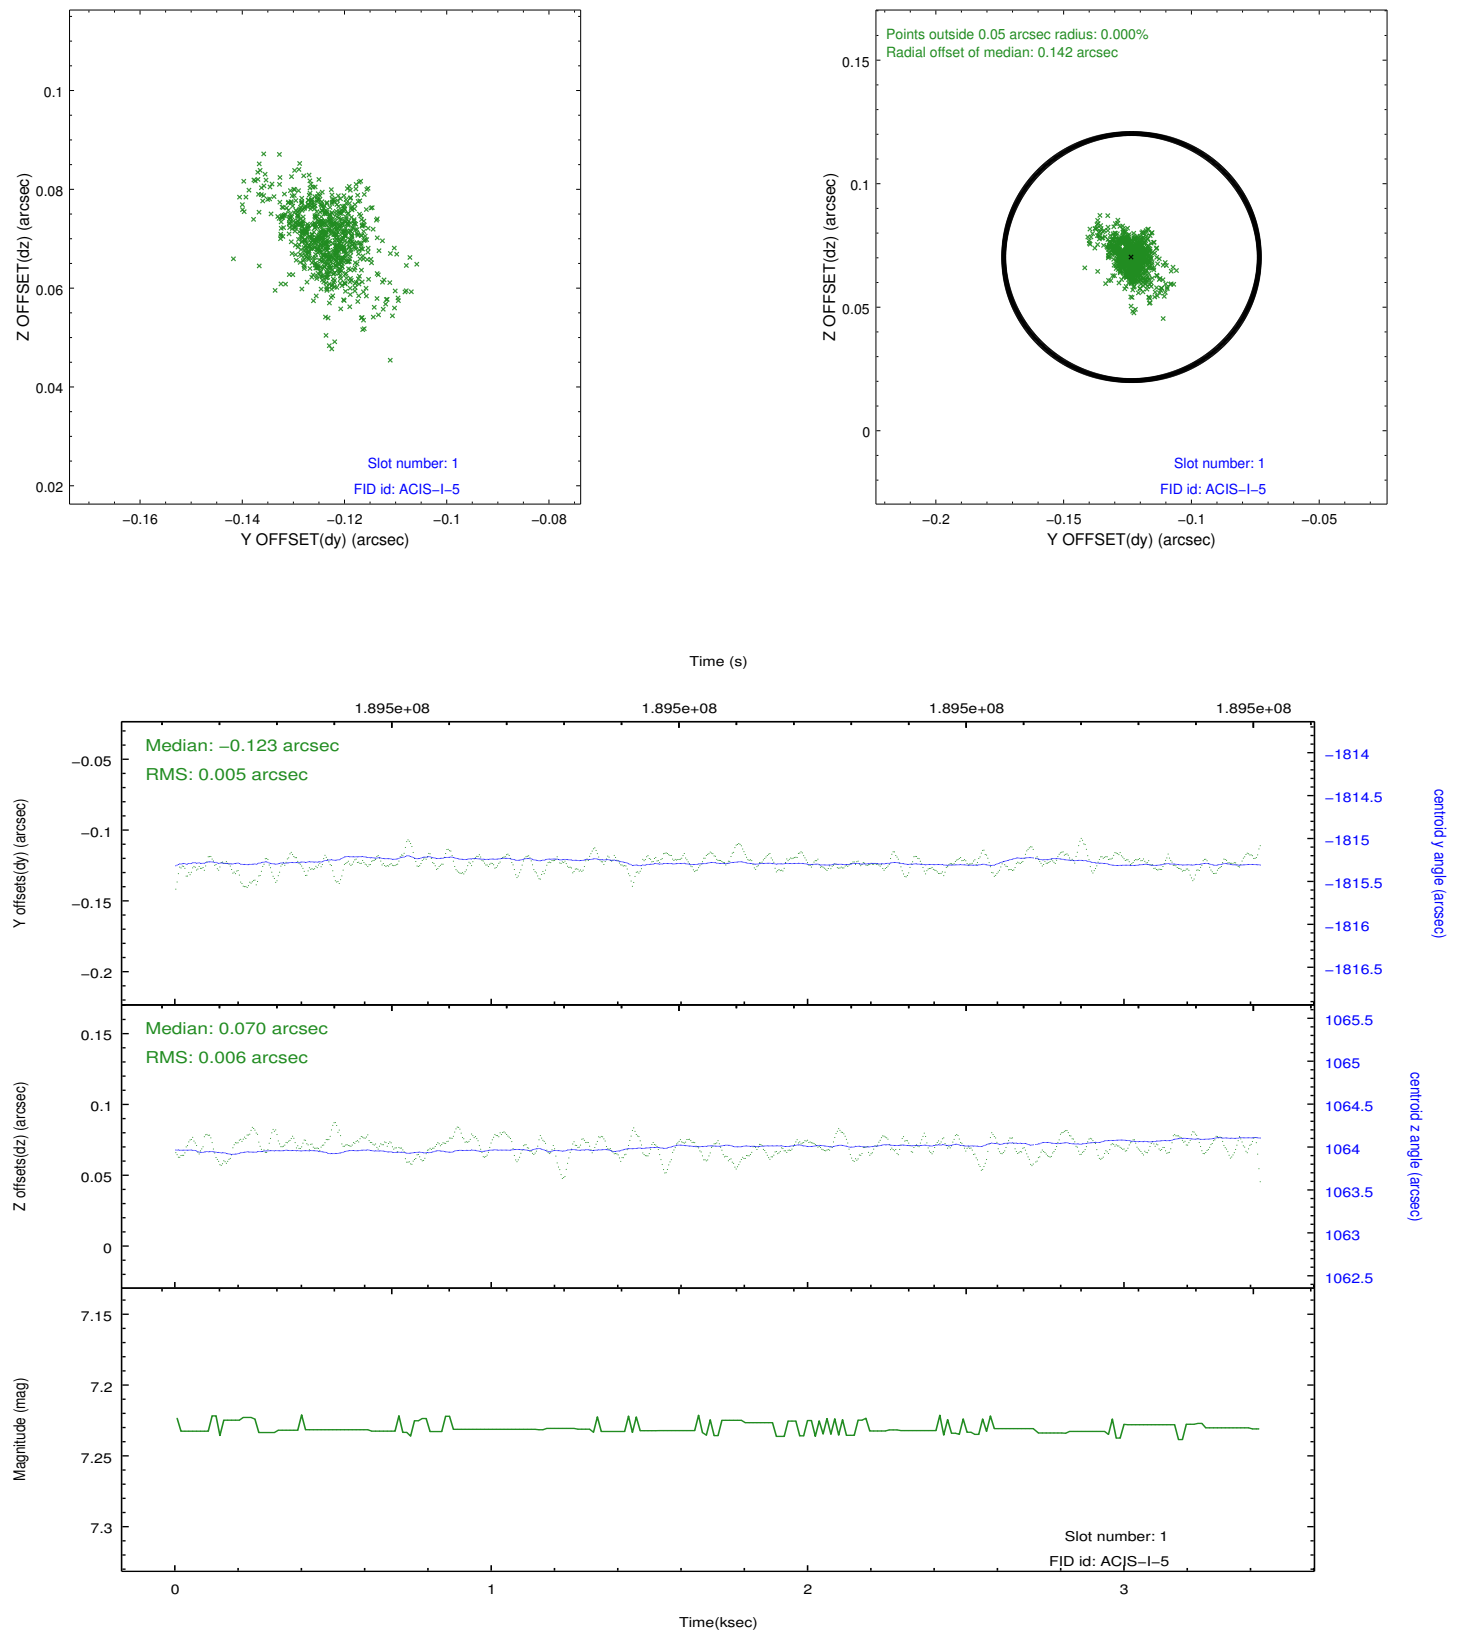 0.1
0.08
0.06
0.04
0.02
Z OFFSET(dz) (arcsec)
Slot number: 1
FID id: ACIS−I−5
−0.16 −0.14 −0.12 −0.1 −0.08
Y OFFSET(dy) (arcsec)
Points outside 0.05 arcsec radius: 0.000%
Radial offset of median: 0.142 arcsec
0.15
0.1
0.05
0
Z OFFSET(dz) (arcsec)
Slot number: 1
FID id: ACIS−I−5
−0.2 −0.15 −0.1 −0.05
Y OFFSET(dy) (arcsec)
Time (s)
1.895e+08 1.895e+08 1.895e+08 1.895e+08
Median: −0.123 arcsec
RMS: 0.005 arcsec
−0.05
−0.1
−0.15
−0.2
Y offsets(dy) (arcsec)
−1814
−1814.5
−1815
−1815.5
−1816
−1816.5
centroid y angle (arcsec)
Median: 0.070 arcsec
RMS: 0.006 arcsec
0.15
0.1
0.05
0
Z offsets(dz) (arcsec)
1065.5
1065
1064.5
1064
1063.5
1063
1062.5
centroid z angle (arcsec)
7.15
7.2
7.25
7.3
Magnitude (mag)
Slot number: 1
FID id: ACIS−I−5
0 1 2 3
Time(ksec)